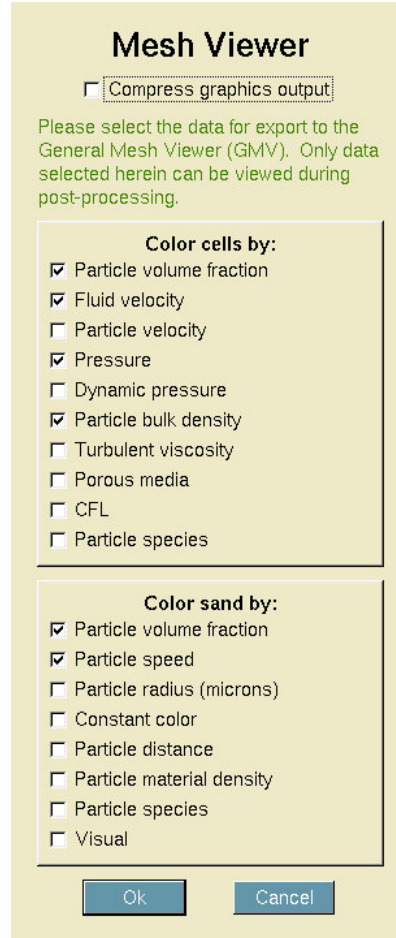 Mesh Viewer
Compress graphics output
Please select the data for export to the
General Mesh Viewer (GMV). Only data
selected herein can be viewed during
post-processing.
Color cells by:
Particle volume fraction
Fluid velocity
Particle velocity
Pressure
Dynamic pressure
Particle bulk density
Turbulent viscosity
Porous media
CFL
Particle species
Color sand by:
Particle volume fraction
Particle speed
Particle radius (microns)
Constant color
Particle distance
Particle material density
Particle species
Visual
Ok Cancel